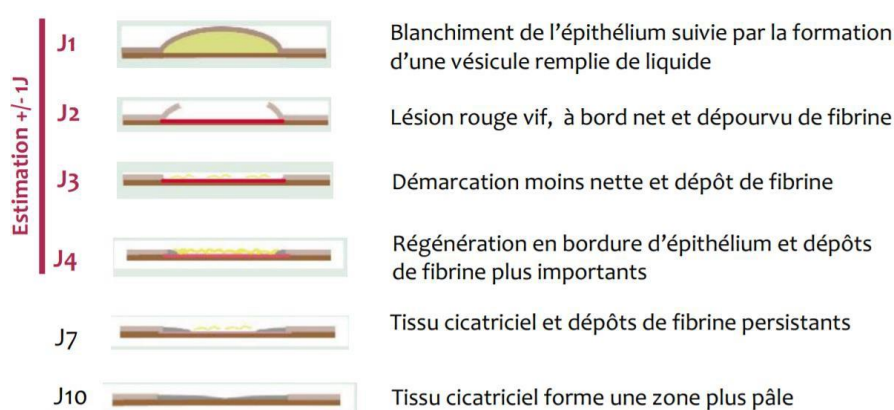 Estimation +/- 1J
J1
Blanchiment de l'épithélium suivie par la formation
d'une vésicule remplie de liquide
J2
Lésion rouge vif, à bord net et dépourvu de fibrine
J3
Démarcation moins nette et dépôt de fibrine
J4
Régénération en bordure d'épithélium et dépôts
de fibrine plus importants
J7
Tissu cicatriciel et dépôts de fibrine persistants
J10
Tissu cicatriciel forme une zone plus pâle